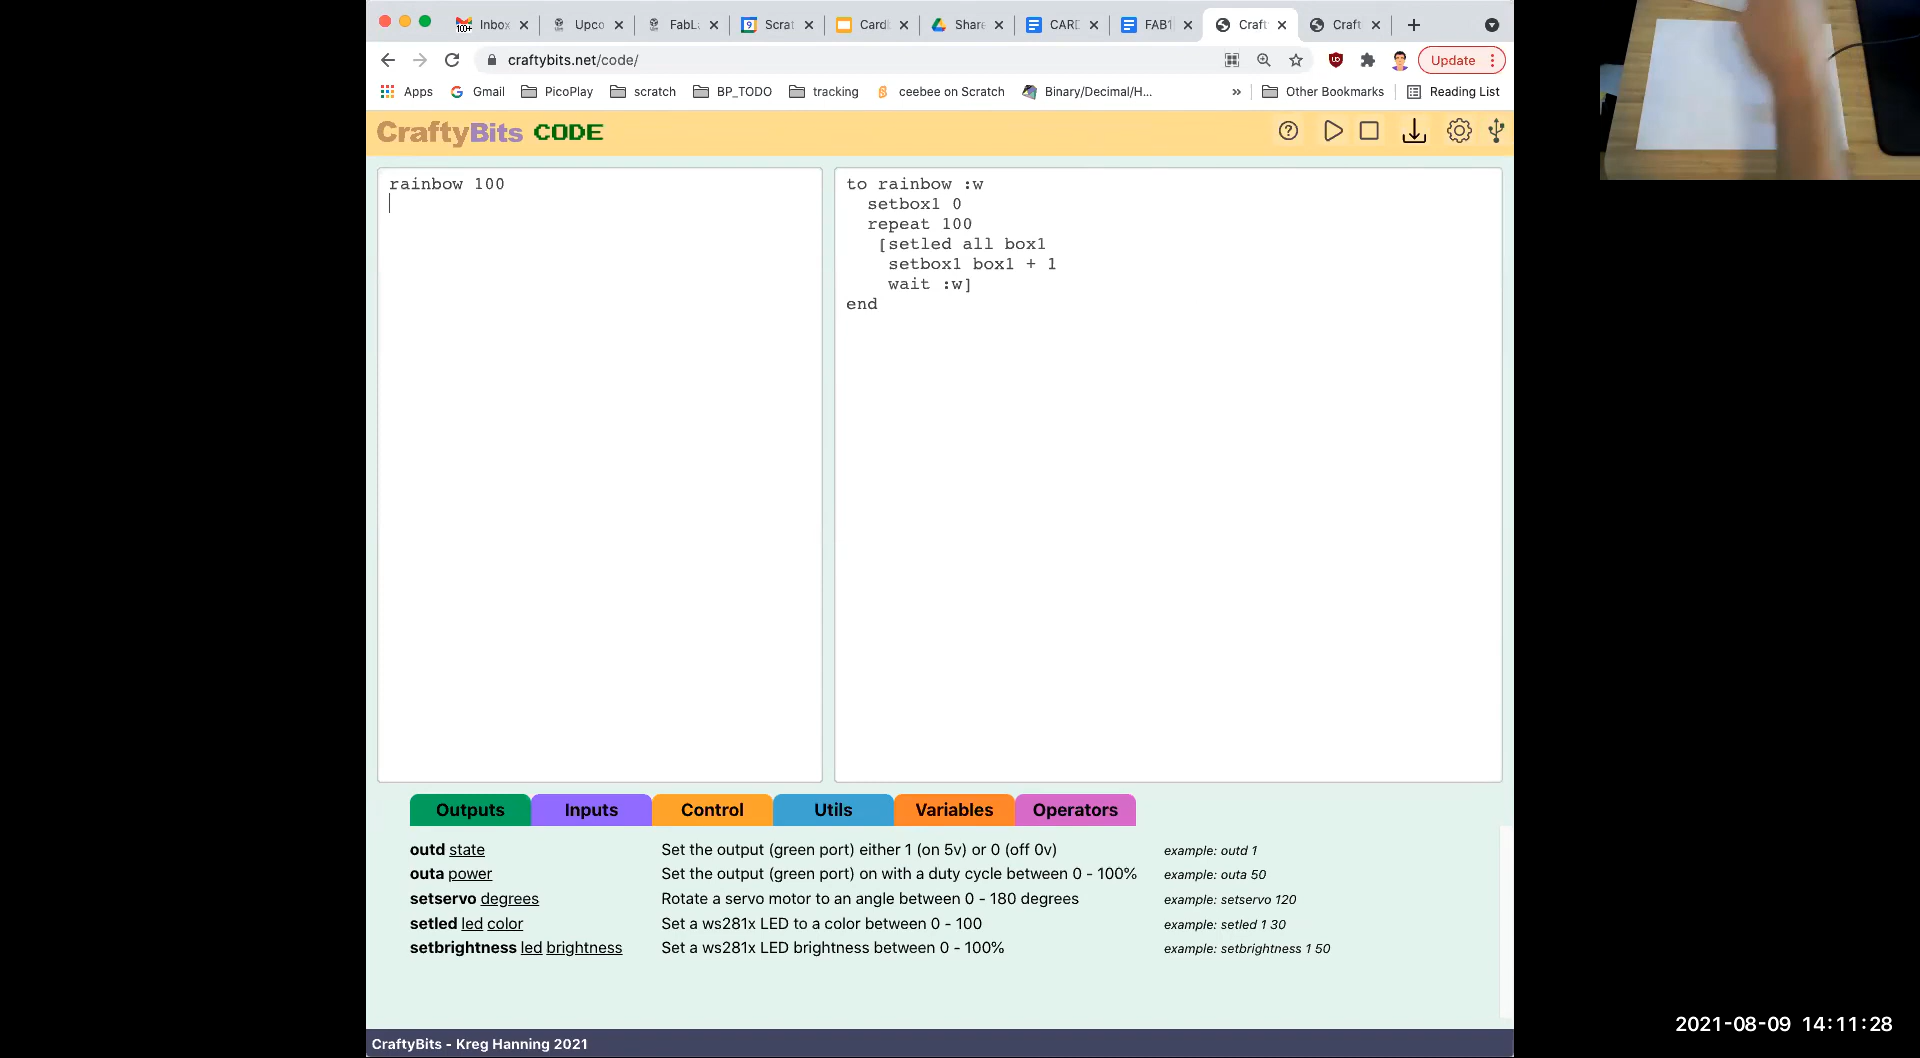 Inbox
Upco
FabL
Scrat
Card
Share
CARD
FAB1
Craft
Craft
craftybits.net/code/
Update
Apps
Gmail
PicoPlay
scratch
BP_TODO
tracking
ceebee on Scratch
Binary/Decimal/H...
»
Other Bookmarks
Reading List
CraftyBits CODE
rainbow 100
to rainbow :w
setbox1 0
repeat 100
[setled all box1
setbox1 box1 + 1
wait :w]
end
Outputs
Inputs
Control
Utils
Variables
Operators
outd state Set the output (green port) either 1 (on 5v) or 0 (off 0v) example: outd 1
outa power Set the output (green port) on with a duty cycle between 0 - 100% example: outa 50
setservo degrees Rotate a servo motor to an angle between 0 - 180 degrees example: setservo 120
setled led color Set a ws281x LED to a color between 0 - 100 example: setled 1 30
setbrightness led brightness Set a ws281x LED brightness between 0 - 100% example: setbrightness 1 50
CraftyBits - Kreg Hanning 2021
2021-08-09 14:11:28